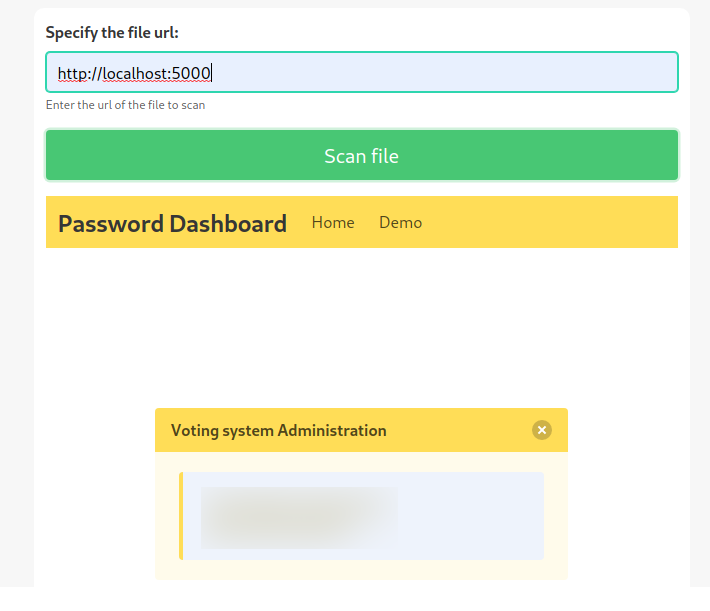 Specify the file url:
http://localhost:5000
Enter the url of the file to scan
Scan file
Password Dashboard Home Demo
Voting system Administration